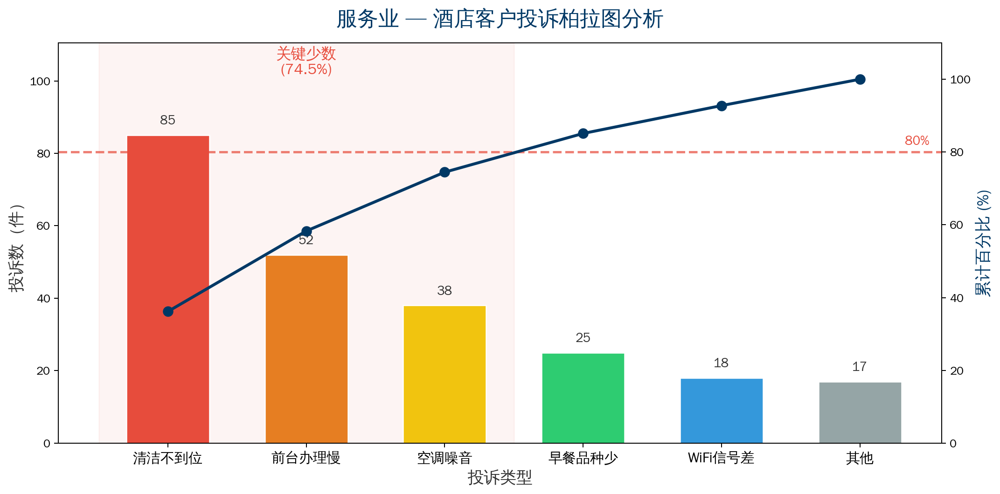 服务业 — 酒店客户投诉柏拉图分析
关键少数
(74.5%)
100
80
60
40
20
0
投诉数（件）
85
52
38
25
18
17
80%
100
80
60
40
20
0
累计百分比 (%)
清洁不到位
前台办理慢
空调噪音
早餐品种少
WiFi信号差
其他
投诉类型